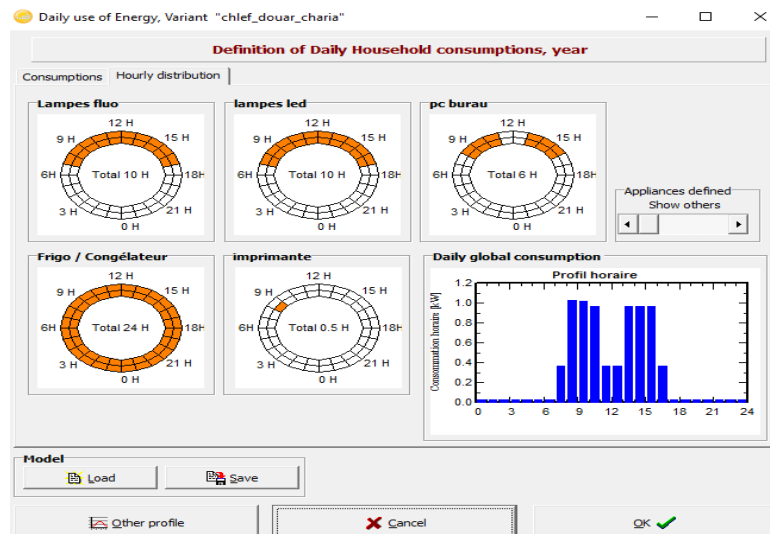 Daily use of Energy, Variant "chlef_douar_charia"
Definition of Daily Household consumptions, year
Consumptions Hourly distribution
Lampes fluo
12 H
9 H 15 H
6H Total 10 H 18H
3 H 21 H
0 H
lampes led
12 H
9 H 15 H
6H Total 10 H 18H
3 H 21 H
0 H
pc burau
12 H
9 H 15 H
6H Total 6 H 18H
3 H 21 H
0 H
Appliances defined
Show others
Frigo / Congélateur
12 H
9 H 15 H
6H Total 24 H 18H
3 H 21 H
0 H
imprimante
12 H
9 H 15 H
6H Total 0.5 H 18H
3 H 21 H
0 H
Daily global consumption
Profil horaire
Consommation horaire [kW]
1.2
1.0
0.8
0.6
0.4
0.2
0.0
0 3 6 9 12 15 18 21 24
Model
Load Save
Other profile Cancel OK